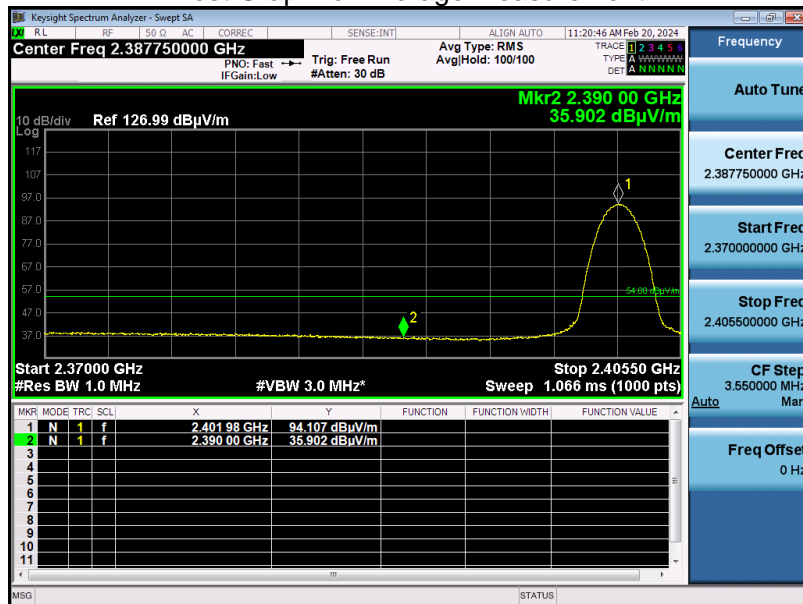 Keysight Spectrum Analyzer - Swept SA
LXI RL RF 50 Ω AC CORREC SENSE:INT ALIGN AUTO 11:20:46 AM Feb 20, 2024
Center Freq 2.387750000 GHz
PNO: Fast
IFGain:Low
Trig: Free Run
#Atten: 30 dB
Avg Type: RMS
Avg|Hold: 100/100
TRACE 1 2 3 4 5 6
TYPE A WWWWW
DET A N N N N N
Mkr2 2.390 00 GHz
35.902 dBµV/m
10 dB/div Ref 126.99 dBµV/m
Log
117
107
97.0
87.0
77.0
67.0
57.0
47.0
37.0
1
2
54.00 dBµV/m
Start 2.37000 GHz Stop 2.40550 GHz
#Res BW 1.0 MHz #VBW 3.0 MHz* Sweep 1.066 ms (1000 pts)
MKR MODE TRC SCL X Y FUNCTION FUNCTION WIDTH FUNCTION VALUE
1 N 1 f 2.401 98 GHz 94.107 dBµV/m
2 N 1 f 2.390 00 GHz 35.902 dBµV/m
3
4
5
6
7
8
9
10
11
MSG STATUS
Frequency
Auto Tune
Center Freq
2.387750000 GHz
Start Freq
2.370000000 GHz
Stop Freq
2.405500000 GHz
CF Step
3.550000 MHz
Auto Man
Freq Offset
0 Hz